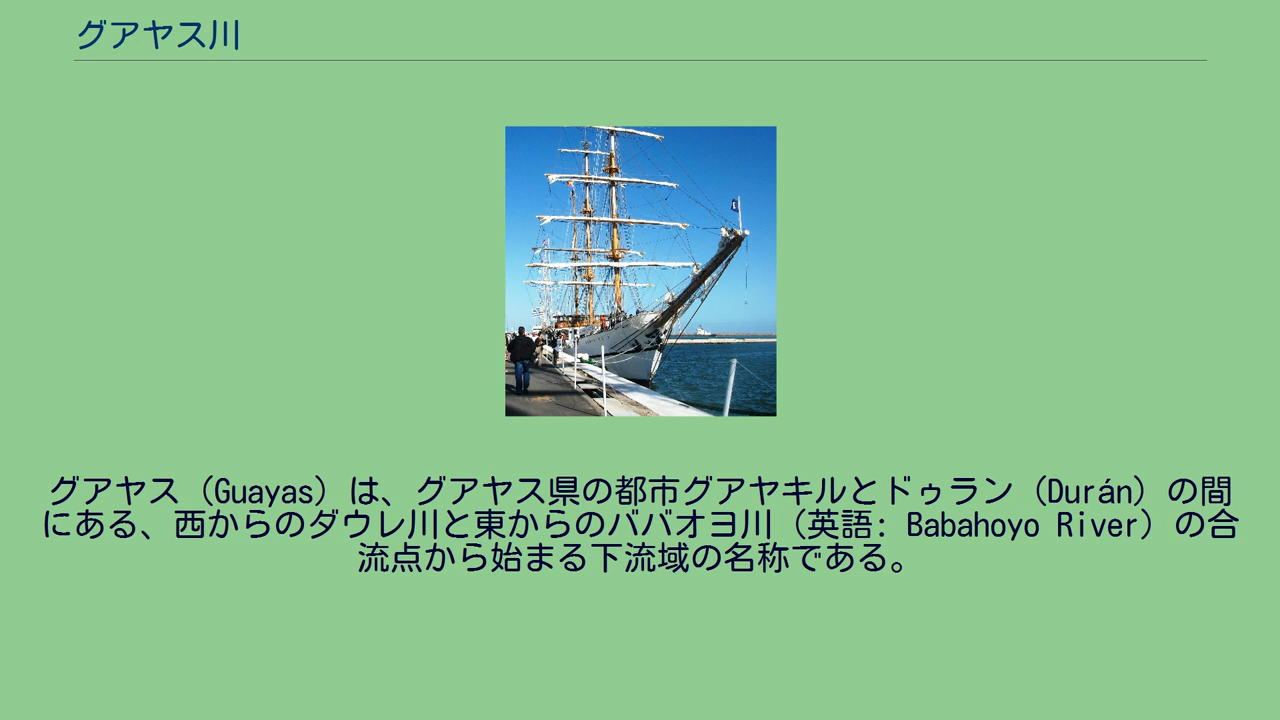 グアヤス川
グアヤス（Guayas）は、グアヤス県の都市グアヤキルとドゥラン（Durán）の間
にある、西からのダウレ川と東からのババオヨ川（英語: Babahoyo River）の合
流点から始まる下流域の名称である。